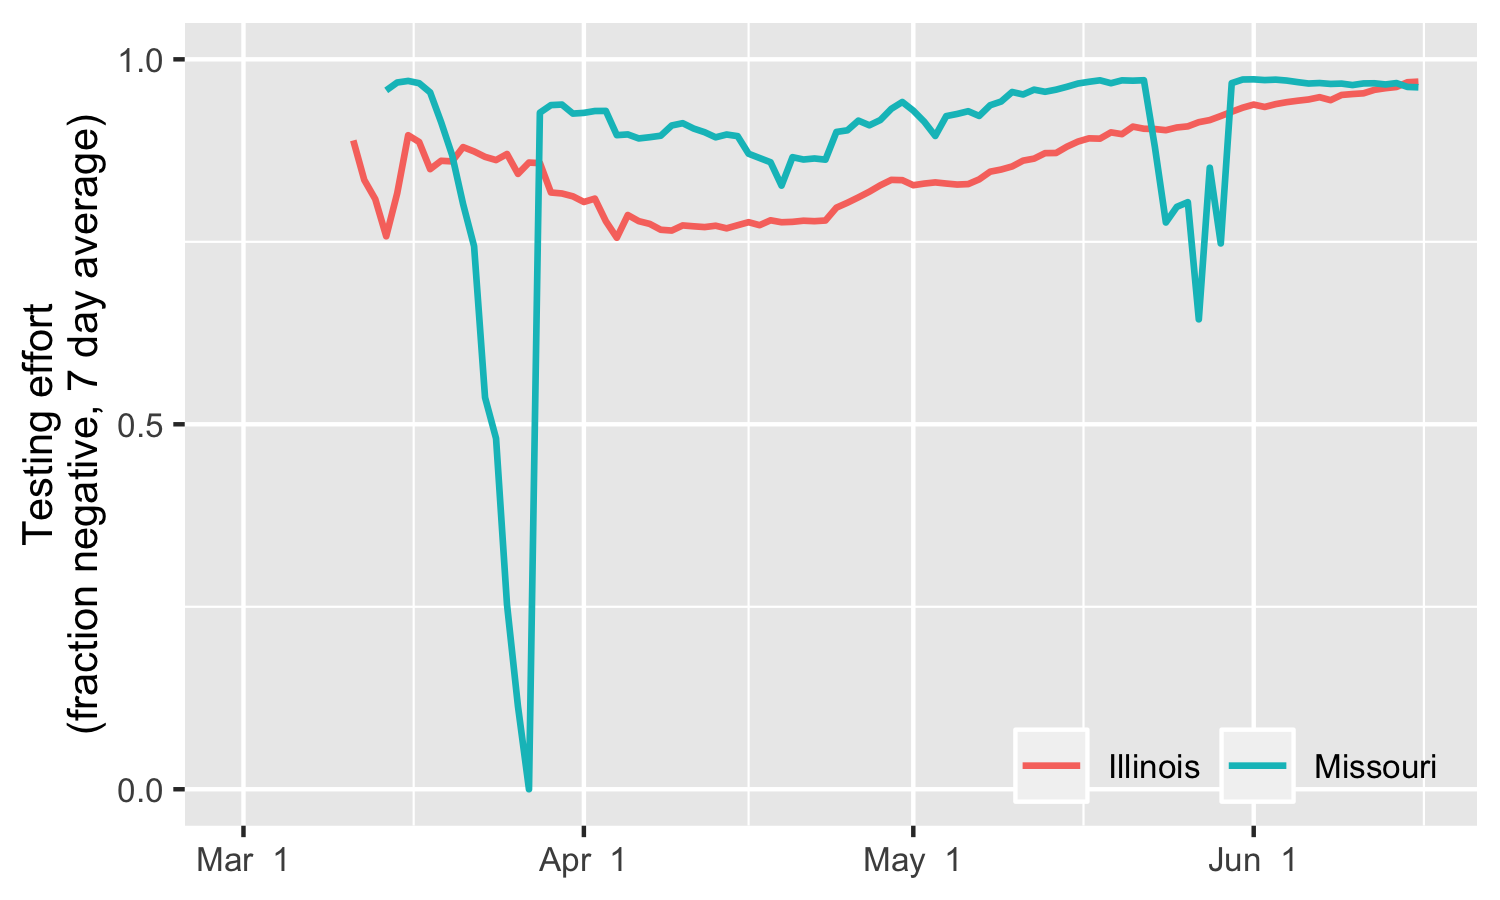 Testing effort
(fraction negative, 7 day average)
1.0
0.5
0.0
Mar 1
Apr 1
May 1
Jun 1
Illinois
Missouri